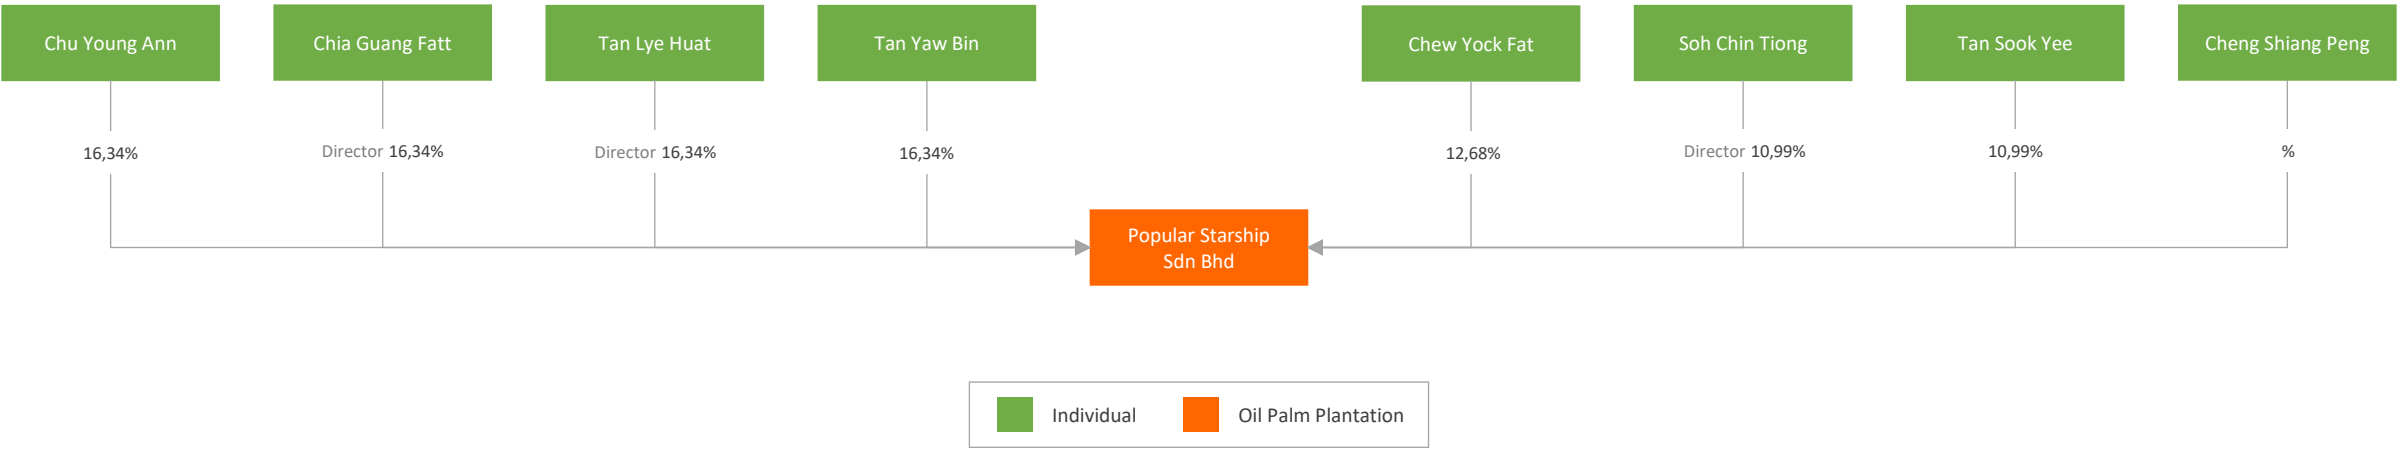 Chu Young Ann
Chia Guang Fatt
Tan Lye Huat
Tan Yaw Bin
Chew Yock Fat
Soh Chin Tiong
Tan Sook Yee
Cheng Shiang Peng
16,34%
Director 16,34%
Director 16,34%
16,34%
12,68%
Director 10,99%
10,99%
%
Popular Starship
Sdn Bhd
Individual
Oil Palm Plantation